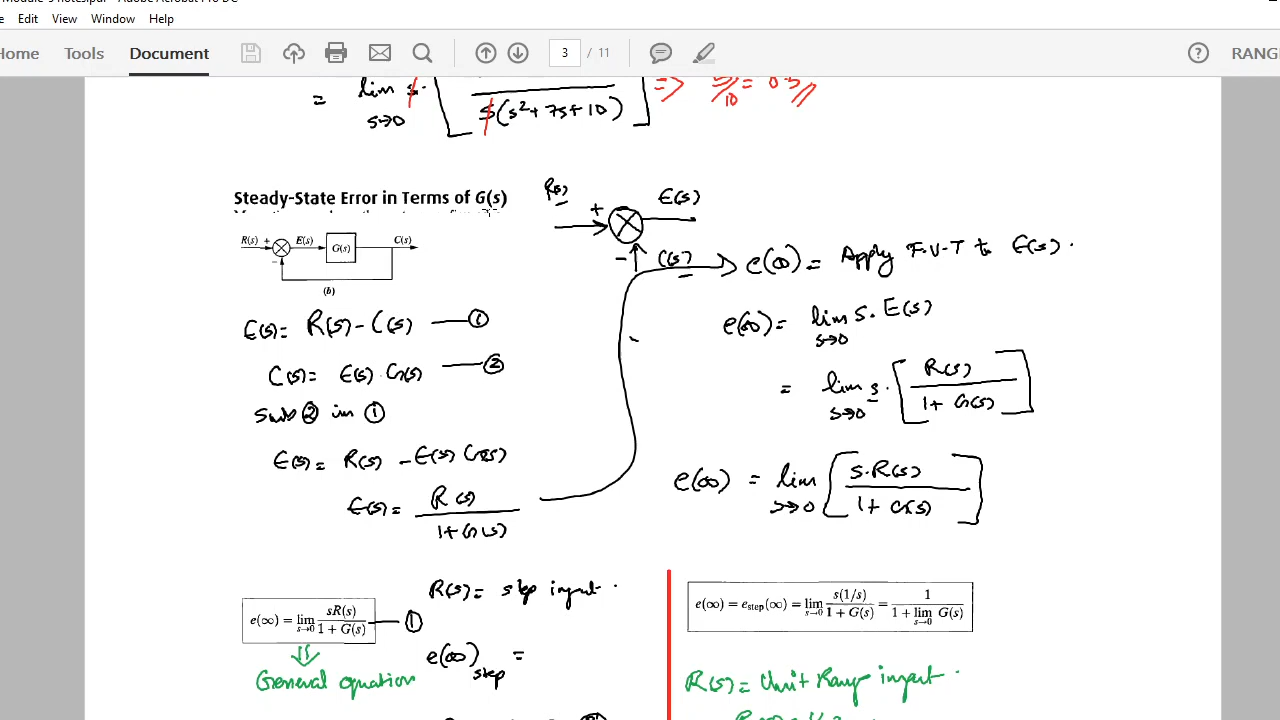 Edit View Window Help
Home Tools Document 3 / 11 RANG
= lim s→0 s·[ / s(s²+7s+10) ] => 5/10 = 0.5//
Steady-State Error in Terms of G(s)
R(s) + E(s) G(s) C(s)
−
(b)
R(s) + E(s)
− C(s)
E(s) = R(s) − C(s) — ①
C(s) = E(s)·G(s) — ②
Sub ② in ①
E(s) = R(s) − E(s) G(s)
E(s) = R(s) / 1+G(s)
e(∞) = Apply F.V.T to E(s).
e(∞) = lim s→0 s·E(s)
= lim s→0 s·[ R(s) / 1+G(s) ]
e(∞) = lim s→0 [ s·R(s) / 1+G(s) ]
e(∞) = lim s→0 sR(s) / 1 + G(s) — ①
General equation
R(s) = step input.
e(∞)step =
e(∞) = estep(∞) = lim s→0 s(1/s) / 1 + G(s) = 1 / 1 + lim s→0 G(s)
R(s) = Unit Ramp input.